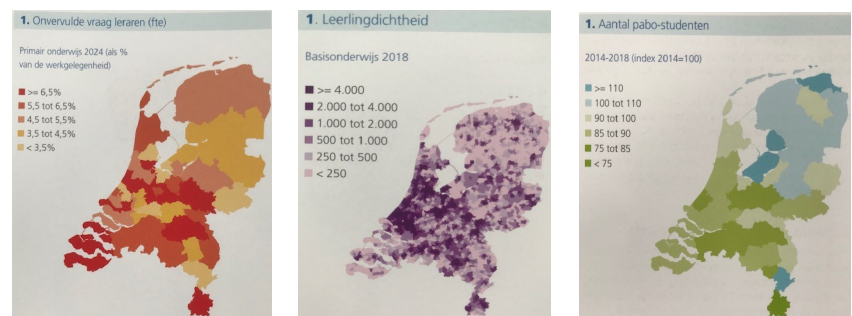 1. Onvervulde vraag leraren (fte)
Primair onderwijs 2024 (als %
van de werkgelegenheid)
>= 6,5%
5,5 tot 6,5%
4,5 tot 5,5%
3,5 tot 4,5%
< 3,5%
1. Leerlingdichtheid
Basisonderwijs 2018
>= 4.000
2.000 tot 4.000
1.000 tot 2.000
500 tot 1.000
250 tot 500
< 250
1. Aantal pabo-studenten
2014-2018 (index 2014=100)
>= 110
100 tot 110
90 tot 100
85 tot 90
75 tot 85
< 75